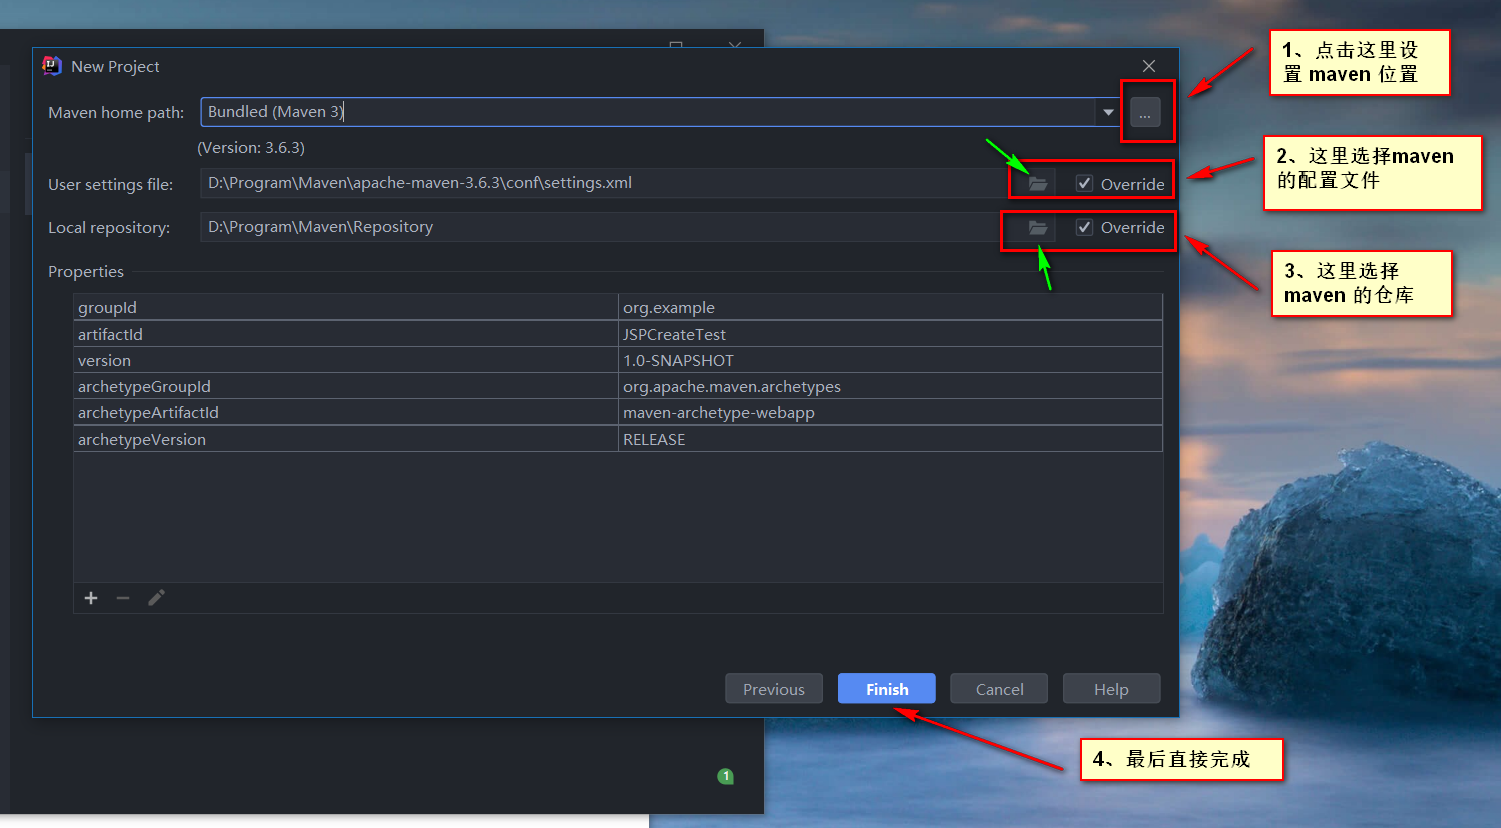 New Project
Maven home path:
Bundled (Maven 3)
...
(Version: 3.6.3)
User settings file:
D:\Program\Maven\apache-maven-3.6.3\conf\settings.xml
Override
Local repository:
D:\Program\Maven\Repository
Override
Properties
groupId org.example
artifactId JSPCreateTest
version 1.0-SNAPSHOT
archetypeGroupId org.apache.maven.archetypes
archetypeArtifactId maven-archetype-webapp
archetypeVersion RELEASE
Previous
Finish
Cancel
Help
1
1、点击这里设
置 maven 位置
2、这里选择maven
的配置文件
3、这里选择
maven 的仓库
4、最后直接完成